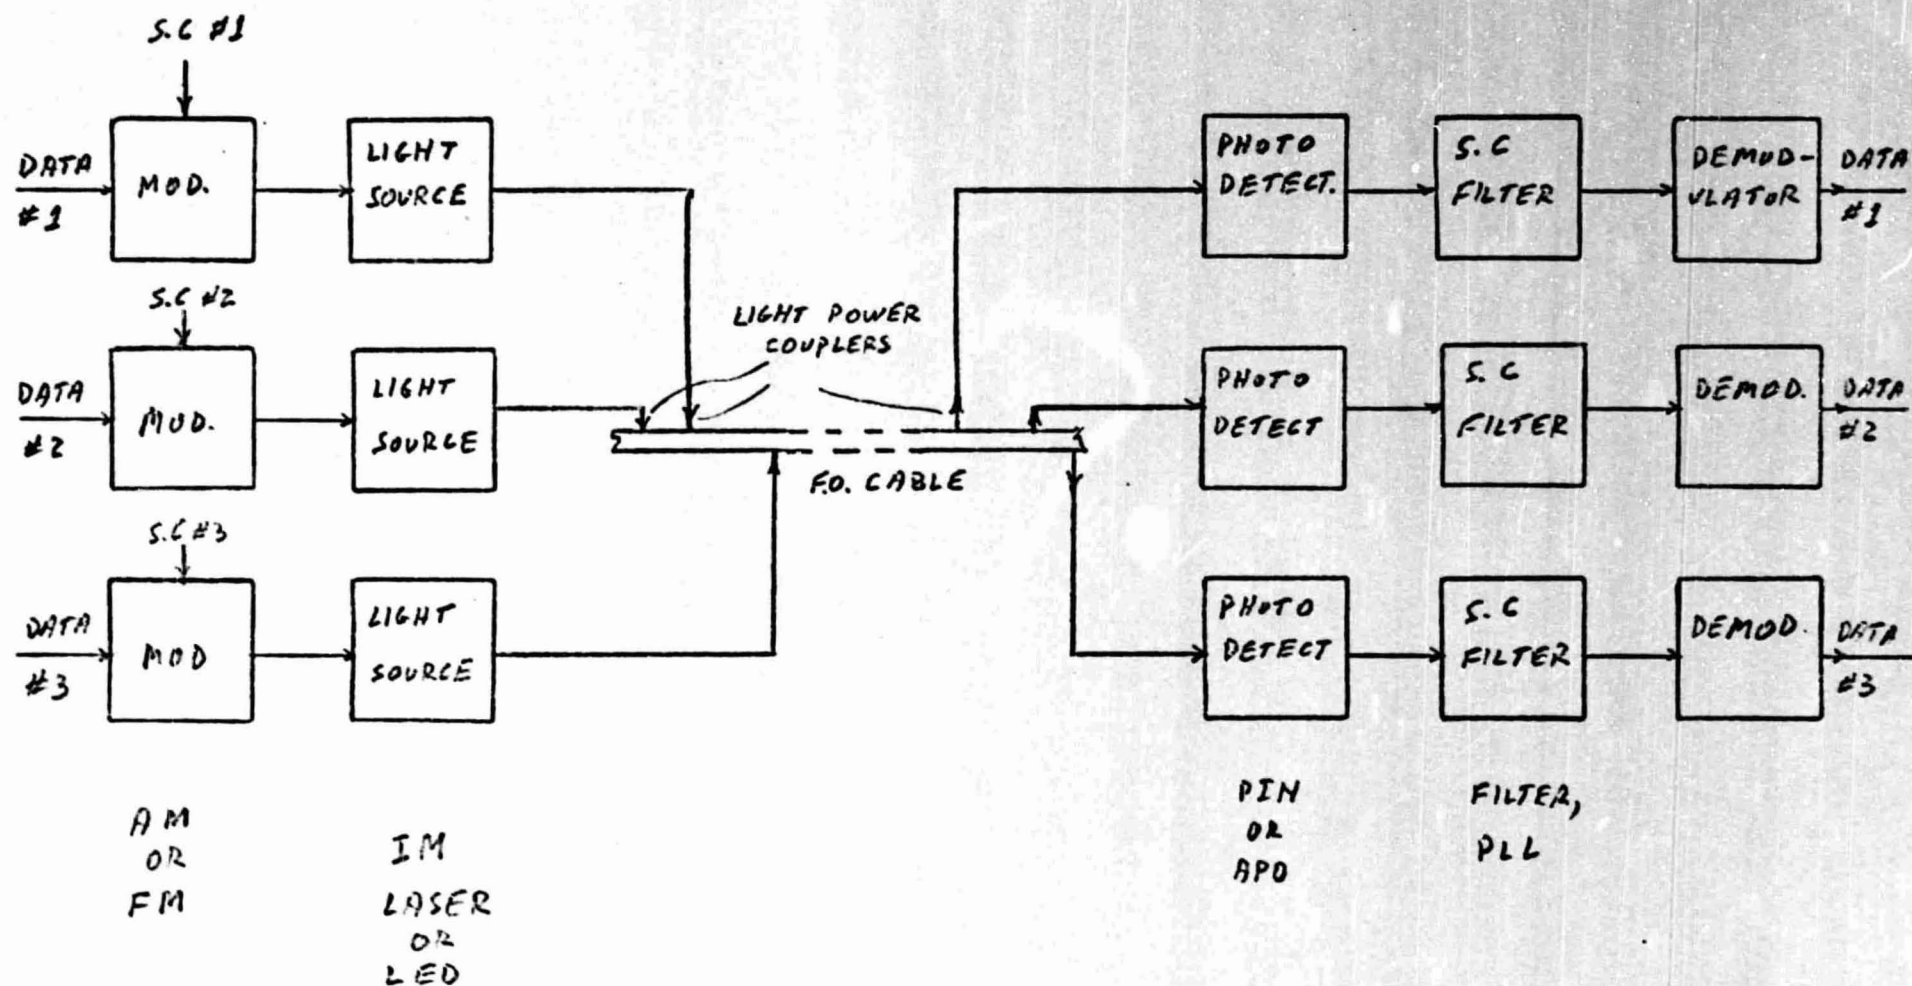 S.C #1
DATA
#1
MOD.
LIGHT
SOURCE
PHOTO
DETECT.
S.C
FILTER
DEMOD-
ULATOR
DATA
#1
S.C #2
DATA
#2
MOD.
LIGHT
SOURCE
LIGHT POWER
COUPLERS
F.O. CABLE
PHOTO
DETECT
S.C
FILTER
DEMOD.
DATA
#2
S.C #3
DATA
#3
MOD
LIGHT
SOURCE
PHOTO
DETECT
S.C
FILTER
DEMOD.
DATA
#3
AM
OR
FM
IM
LASER
OR
LED
PIN
OR
APD
FILTER,
PLL